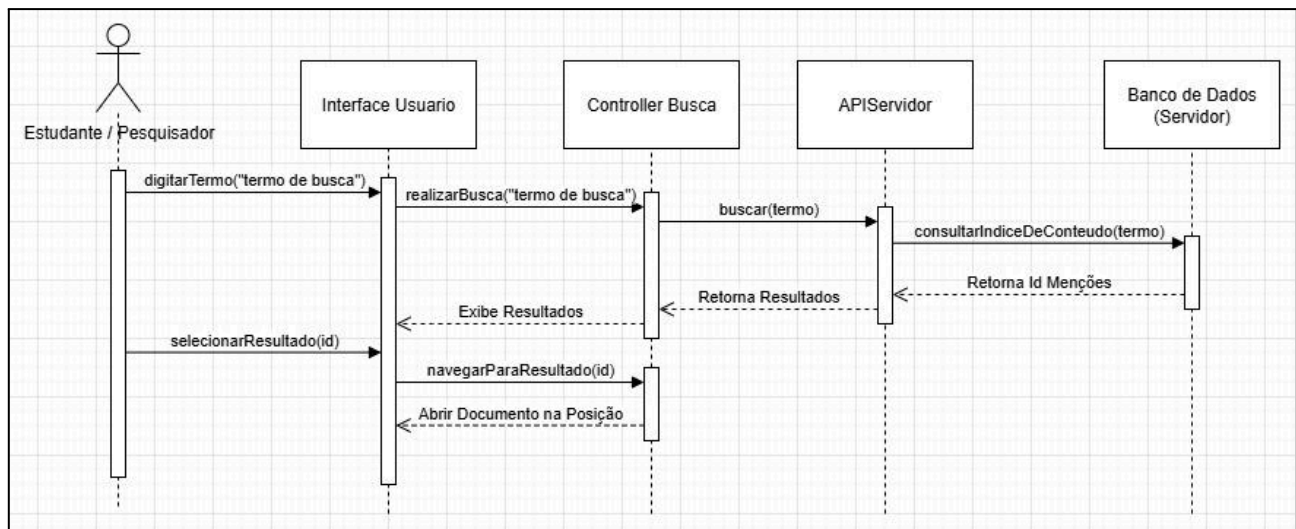 Estudante / Pesquisador
Interface Usuario
Controller Busca
APIServidor
Banco de Dados
(Servidor)
digitarTermo("termo de busca")
realizarBusca("termo de busca")
buscar(termo)
consultarIndiceDeConteudo(termo)
Retorna Id Menções
Retorna Resultados
Exibe Resultados
selecionarResultado(id)
navegarParaResultado(id)
Abrir Documento na Posição